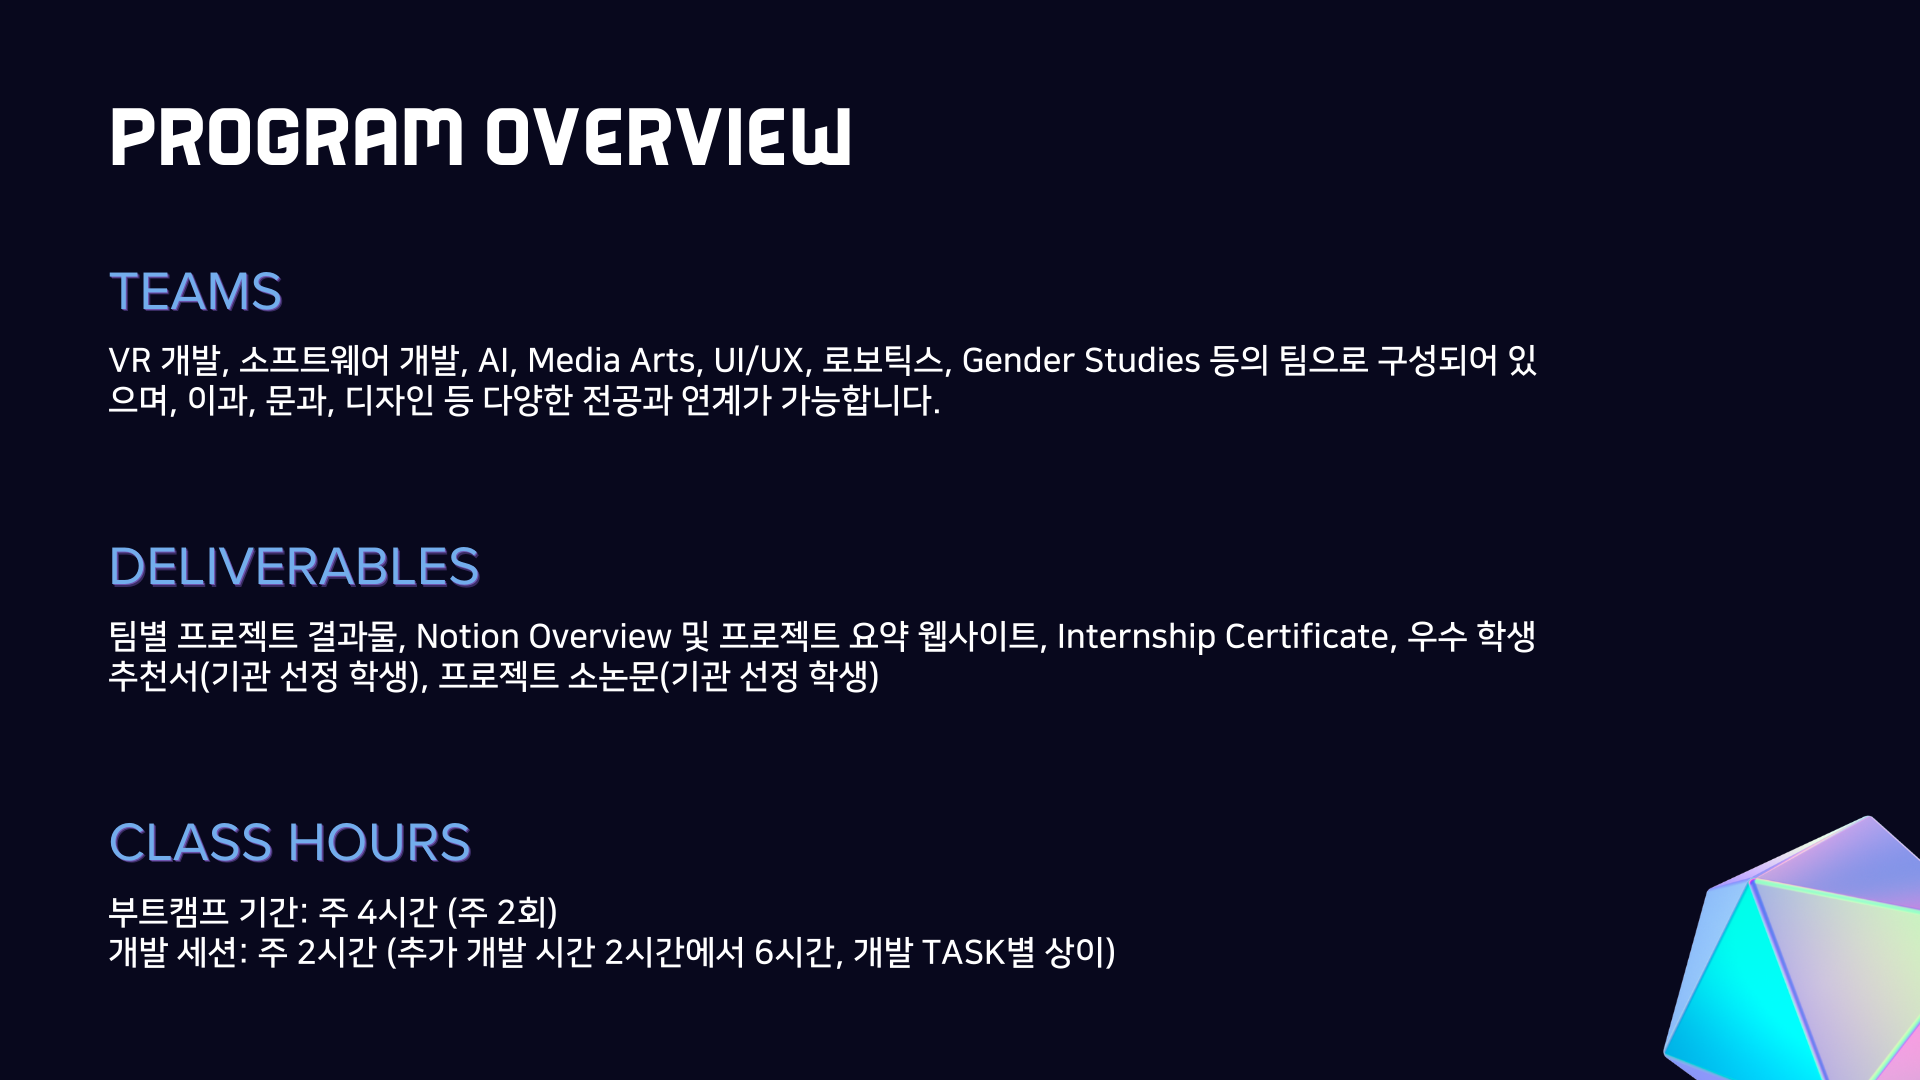 PROGRAM OVERVIEW
TEAMS
VR 개발, 소프트웨어 개발, AI, Media Arts, UI/UX, 로보틱스, Gender Studies 등의 팀으로 구성되어 있
으며, 이과, 문과, 디자인 등 다양한 전공과 연계가 가능합니다.
DELIVERABLES
팀별 프로젝트 결과물, Notion Overview 및 프로젝트 요약 웹사이트, Internship Certificate, 우수 학생
추천서(기관 선정 학생), 프로젝트 소논문(기관 선정 학생)
CLASS HOURS
부트캠프 기간: 주 4시간 (주 2회)
개발 세션: 주 2시간 (추가 개발 시간 2시간에서 6시간, 개발 TASK별 상이)